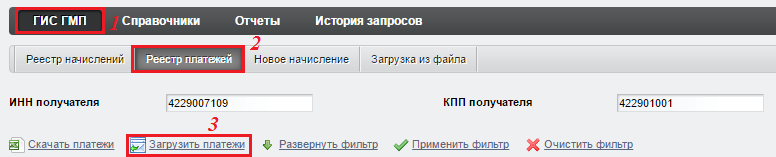 ГИС ГМП 1 Справочники Отчеты История запросов
2
Реестр начислений Реестр платежей Новое начисление Загрузка из файла
ИНН получателя 4229007109 КПП получателя 422901001
3
Скачать платежи Загрузить платежи Развернуть фильтр Применить фильтр Очистить фильтр